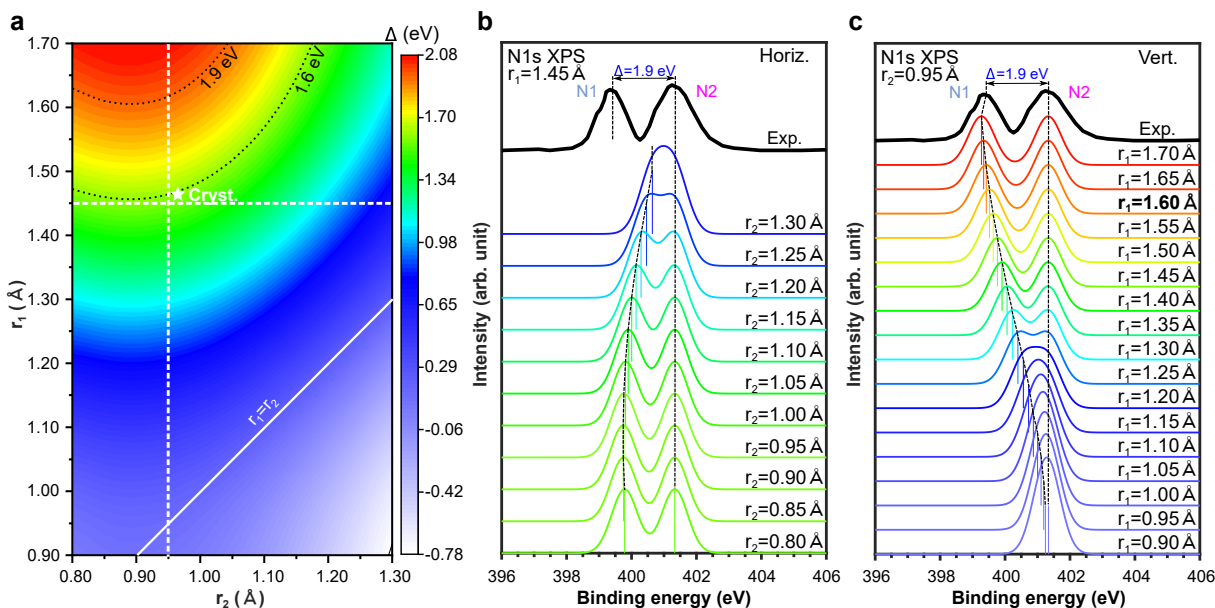 a
Δ (eV)
1.70
1.60
1.50
1.40
1.30
1.20
1.10
1.00
0.90
r₁ (Å)
0.80
0.90
1.00
1.10
1.20
1.30
r₂ (Å)
1.9 eV
1.6 eV
Cryst.
r₁=r₂
2.08
1.76
1.45
1.13
0.82
0.50
0.18
-0.14
-0.46
-0.78
b
N1s XPS
Horiz.
r₁=1.45 Å
Δ=1.9 eV
N1
N2
Exp.
r₂=1.30 Å
r₂=1.25 Å
r₂=1.20 Å
r₂=1.15 Å
r₂=1.10 Å
r₂=1.05 Å
r₂=1.00 Å
r₂=0.95 Å
r₂=0.90 Å
r₂=0.85 Å
r₂=0.80 Å
Intensity (arb. unit)
396
398
400
402
404
406
Binding energy (eV)
c
N1s XPS
Vert.
r₂=0.95 Å
Δ=1.9 eV
N1
N2
Exp.
r₁=1.70 Å
r₁=1.65 Å
r₁=1.60 Å
r₁=1.55 Å
r₁=1.50 Å
r₁=1.45 Å
r₁=1.40 Å
r₁=1.35 Å
r₁=1.30 Å
r₁=1.25 Å
r₁=1.20 Å
r₁=1.15 Å
r₁=1.10 Å
r₁=1.05 Å
r₁=1.00 Å
r₁=0.95 Å
r₁=0.90 Å
Intensity (arb. unit)
396
398
400
402
404
406
Binding energy (eV)